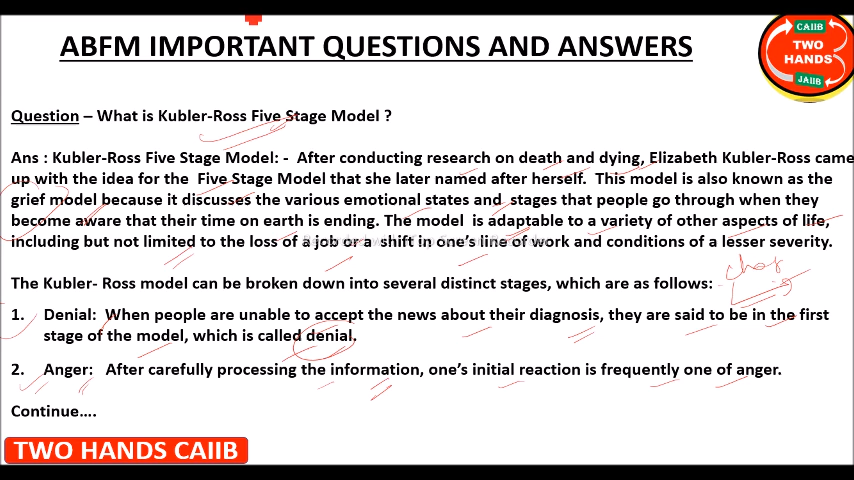 ABFM IMPORTANT QUESTIONS AND ANSWERS
CAIIB
TWO
HANDS
JAIIB
Question – What is Kubler-Ross Five Stage Model ?
Ans : Kubler-Ross Five Stage Model: - After conducting research on death and dying, Elizabeth Kubler-Ross came
up with the idea for the Five Stage Model that she later named after herself. This model is also known as the
grief model because it discusses the various emotional states and stages that people go through when they
become aware that their time on earth is ending. The model is adaptable to a variety of other aspects of life,
including but not limited to the loss of a job or a shift in one's line of work and conditions of a lesser severity.
The Kubler- Ross model can be broken down into several distinct stages, which are as follows:
1. Denial: When people are unable to accept the news about their diagnosis, they are said to be in the first
stage of the model, which is called denial.
2. Anger: After carefully processing the information, one's initial reaction is frequently one of anger.
Continue....
TWO HANDS CAIIB